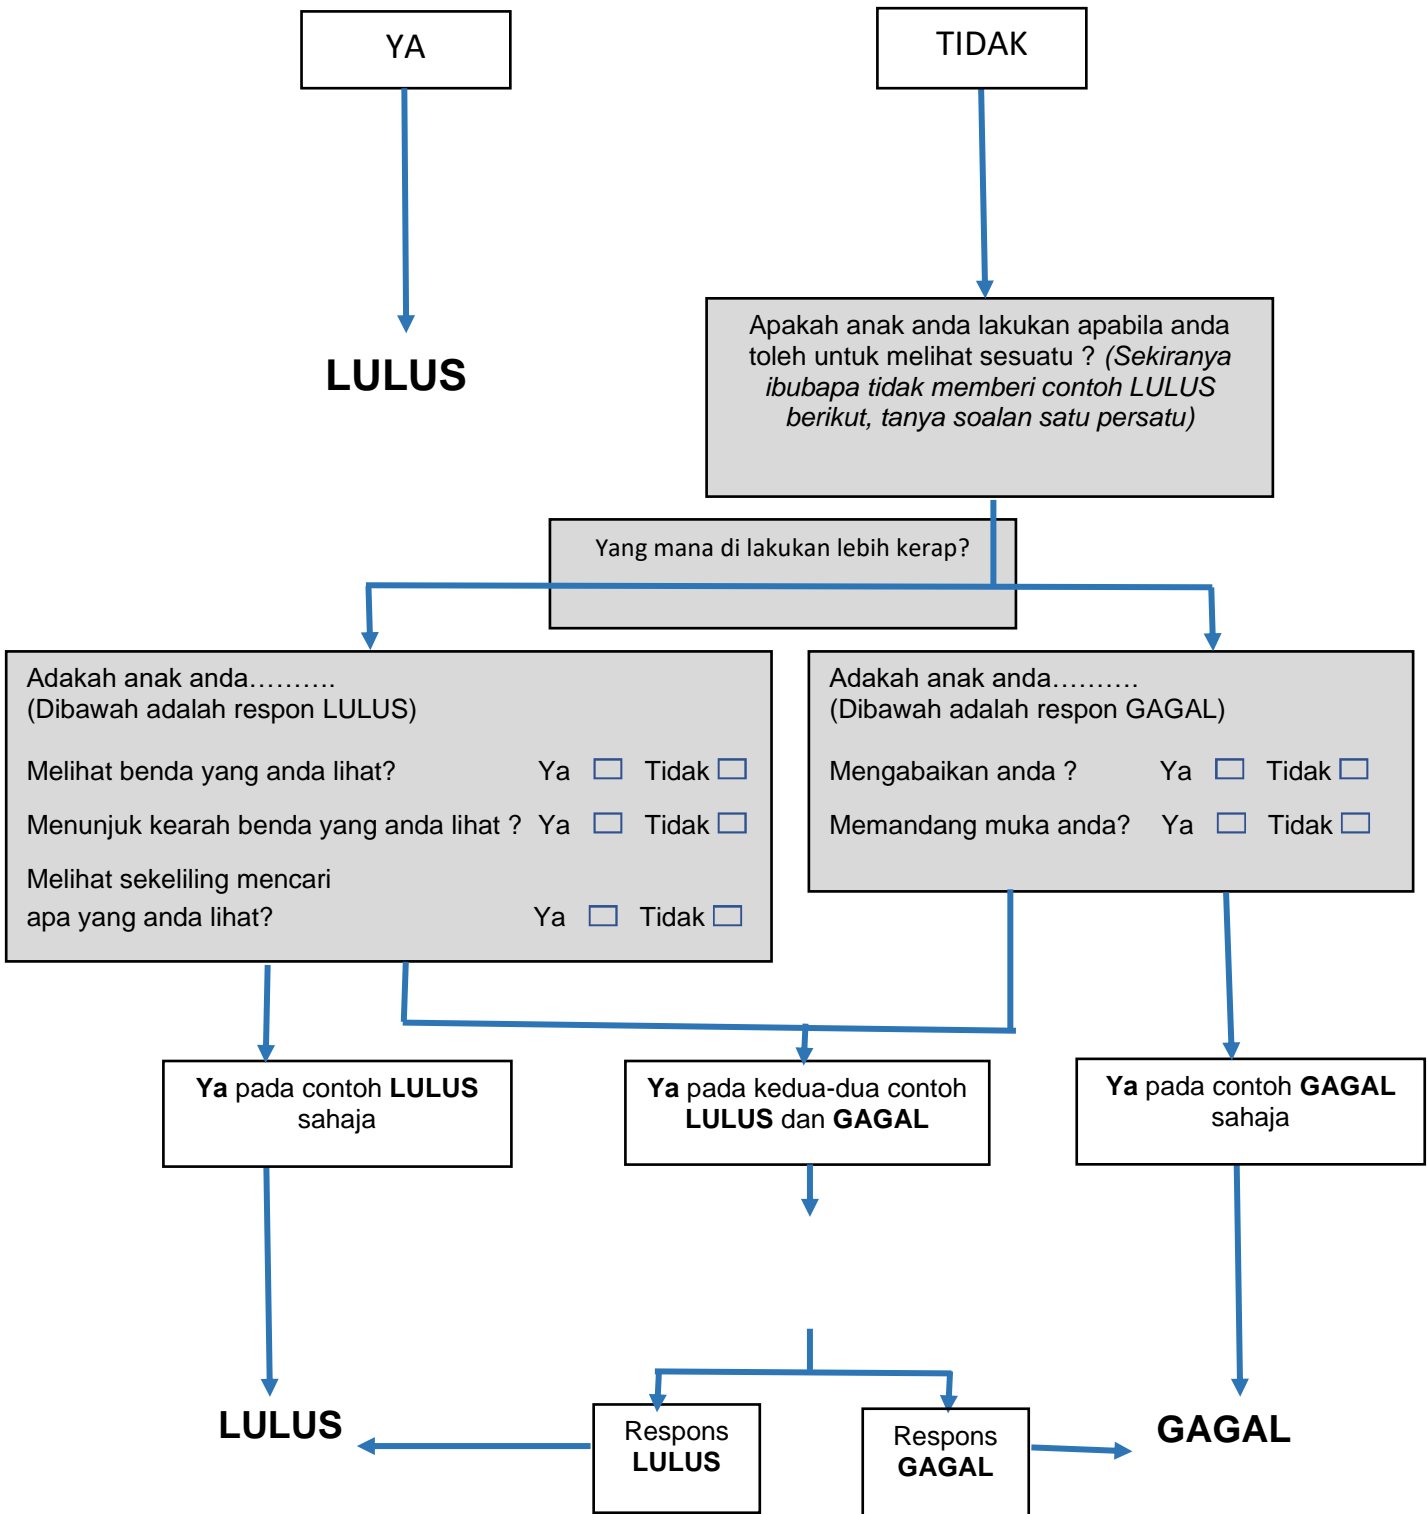 YA
TIDAK
LULUS
Apakah anak anda lakukan apabila anda
toleh untuk melihat sesuatu ? (Sekiranya
ibubapa tidak memberi contoh LULUS
berikut, tanya soalan satu persatu)
Yang mana di lakukan lebih kerap?
Adakah anak anda……….
(Dibawah adalah respon LULUS)
Melihat benda yang anda lihat? Ya Tidak
Menunjuk kearah benda yang anda lihat ? Ya Tidak
Melihat sekeliling mencari
apa yang anda lihat? Ya Tidak
Adakah anak anda……….
(Dibawah adalah respon GAGAL)
Mengabaikan anda ? Ya Tidak
Memandang muka anda? Ya Tidak
Ya pada contoh LULUS
sahaja
Ya pada kedua-dua contoh
LULUS dan GAGAL
Ya pada contoh GAGAL
sahaja
LULUS
Respons
LULUS
Respons
GAGAL
GAGAL